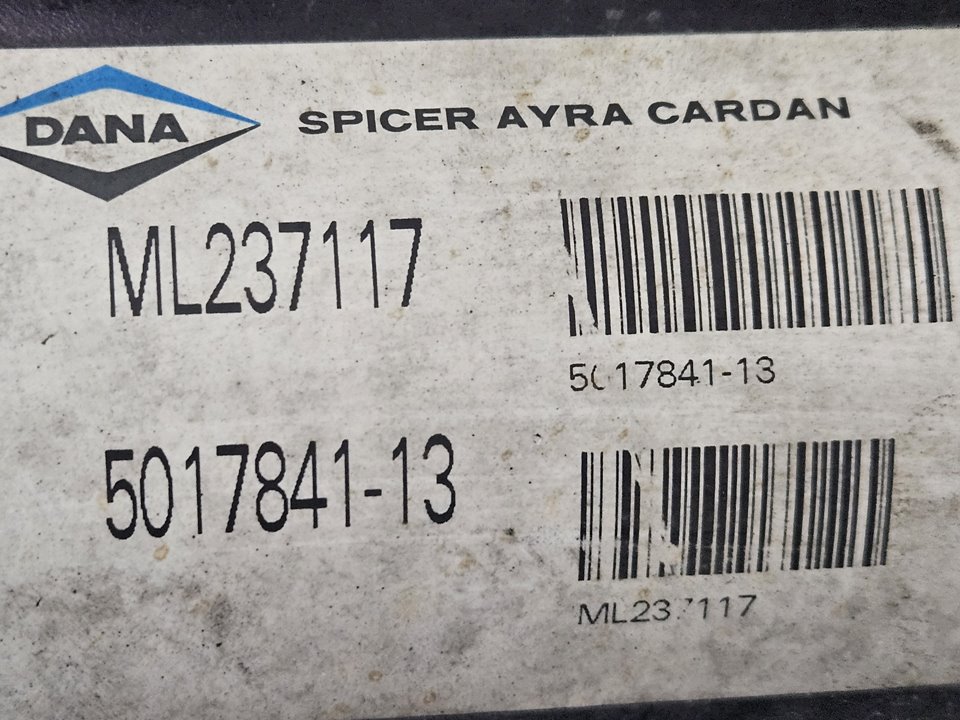 DANA
SPICER AYRA CARDAN
ML237117
5017841-13
5017841-13
ML237117